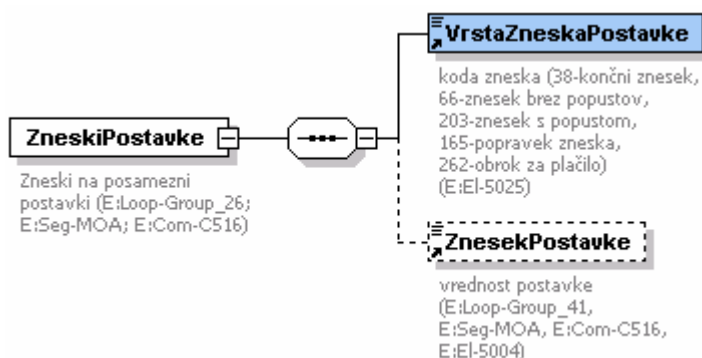 VrstaZneskaPostavke
koda zneska (38-končni znesek,
66-znesek brez popustov,
203-znesek s popustom,
165-popravek zneska,
262-obrok za plačilo)
(E:El-5025)
ZneskiPostavke
Zneski na posamezni
postavki (E:Loop-Group_26;
E:Seg-MOA; E:Com-C516)
ZnesekPostavke
vrednost postavke
(E:Loop-Group_41,
E:Seg-MOA, E:Com-C516,
E:El-5004)